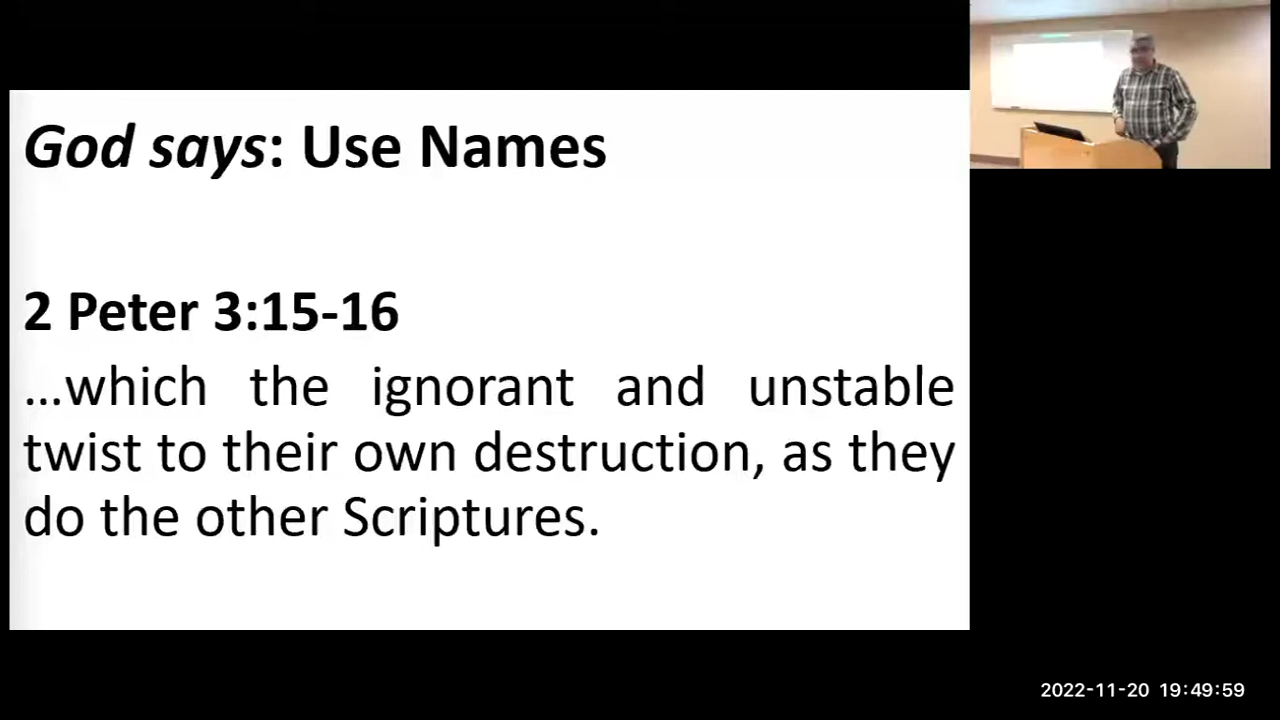 God says: Use Names
2 Peter 3:15-16
...which the ignorant and unstable
twist to their own destruction, as they
do the other Scriptures.
2022-11-20 19:49:59